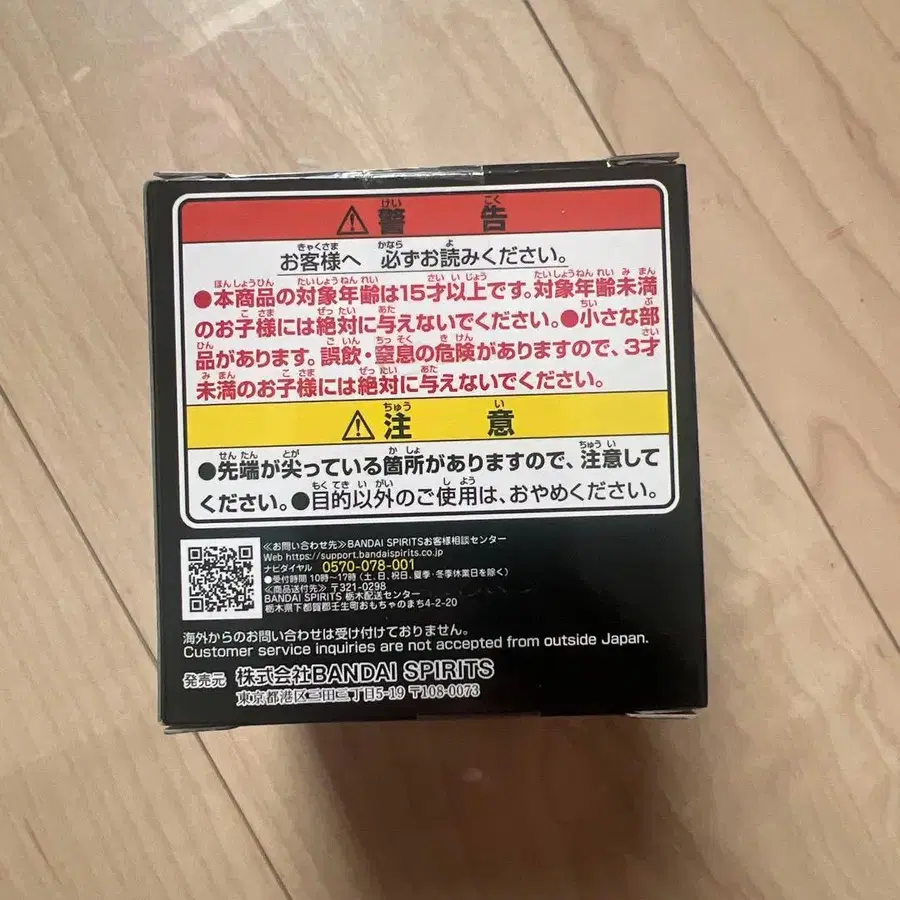 ⚠警告
お客様へ 必ずお読みください。
●本商品の対象年齢は15才以上です。対象年齢未満
のお子様には絶対に与えないでください。●小さな部
品があります。誤飲・窒息の危険がありますので、3才
未満のお子様には絶対に与えないでください。
⚠注意
●先端が尖っている箇所がありますので、注意して
ください。●目的以外のご使用は、おやめください。
≪お問い合わせ先≫BANDAI SPIRITSお客様相談センター
Web https://support.bandaispirits.co.jp
ナビダイヤル 0570-078-001
●受付時間 10時~17時(土、日、祝日、夏季・冬季休業日を除く)
≪商品送付先≫〒321-0298
BANDAI SPIRITS 栃木配送センター
栃木県下都賀郡壬生町おもちゃのまち4-2-20
海外からのお問い合わせは受け付けておりません。
Customer service inquiries are not accepted from outside Japan.
発売元 株式会社BANDAI SPIRITS
東京都港区三田三丁目5-19 〒108-0073